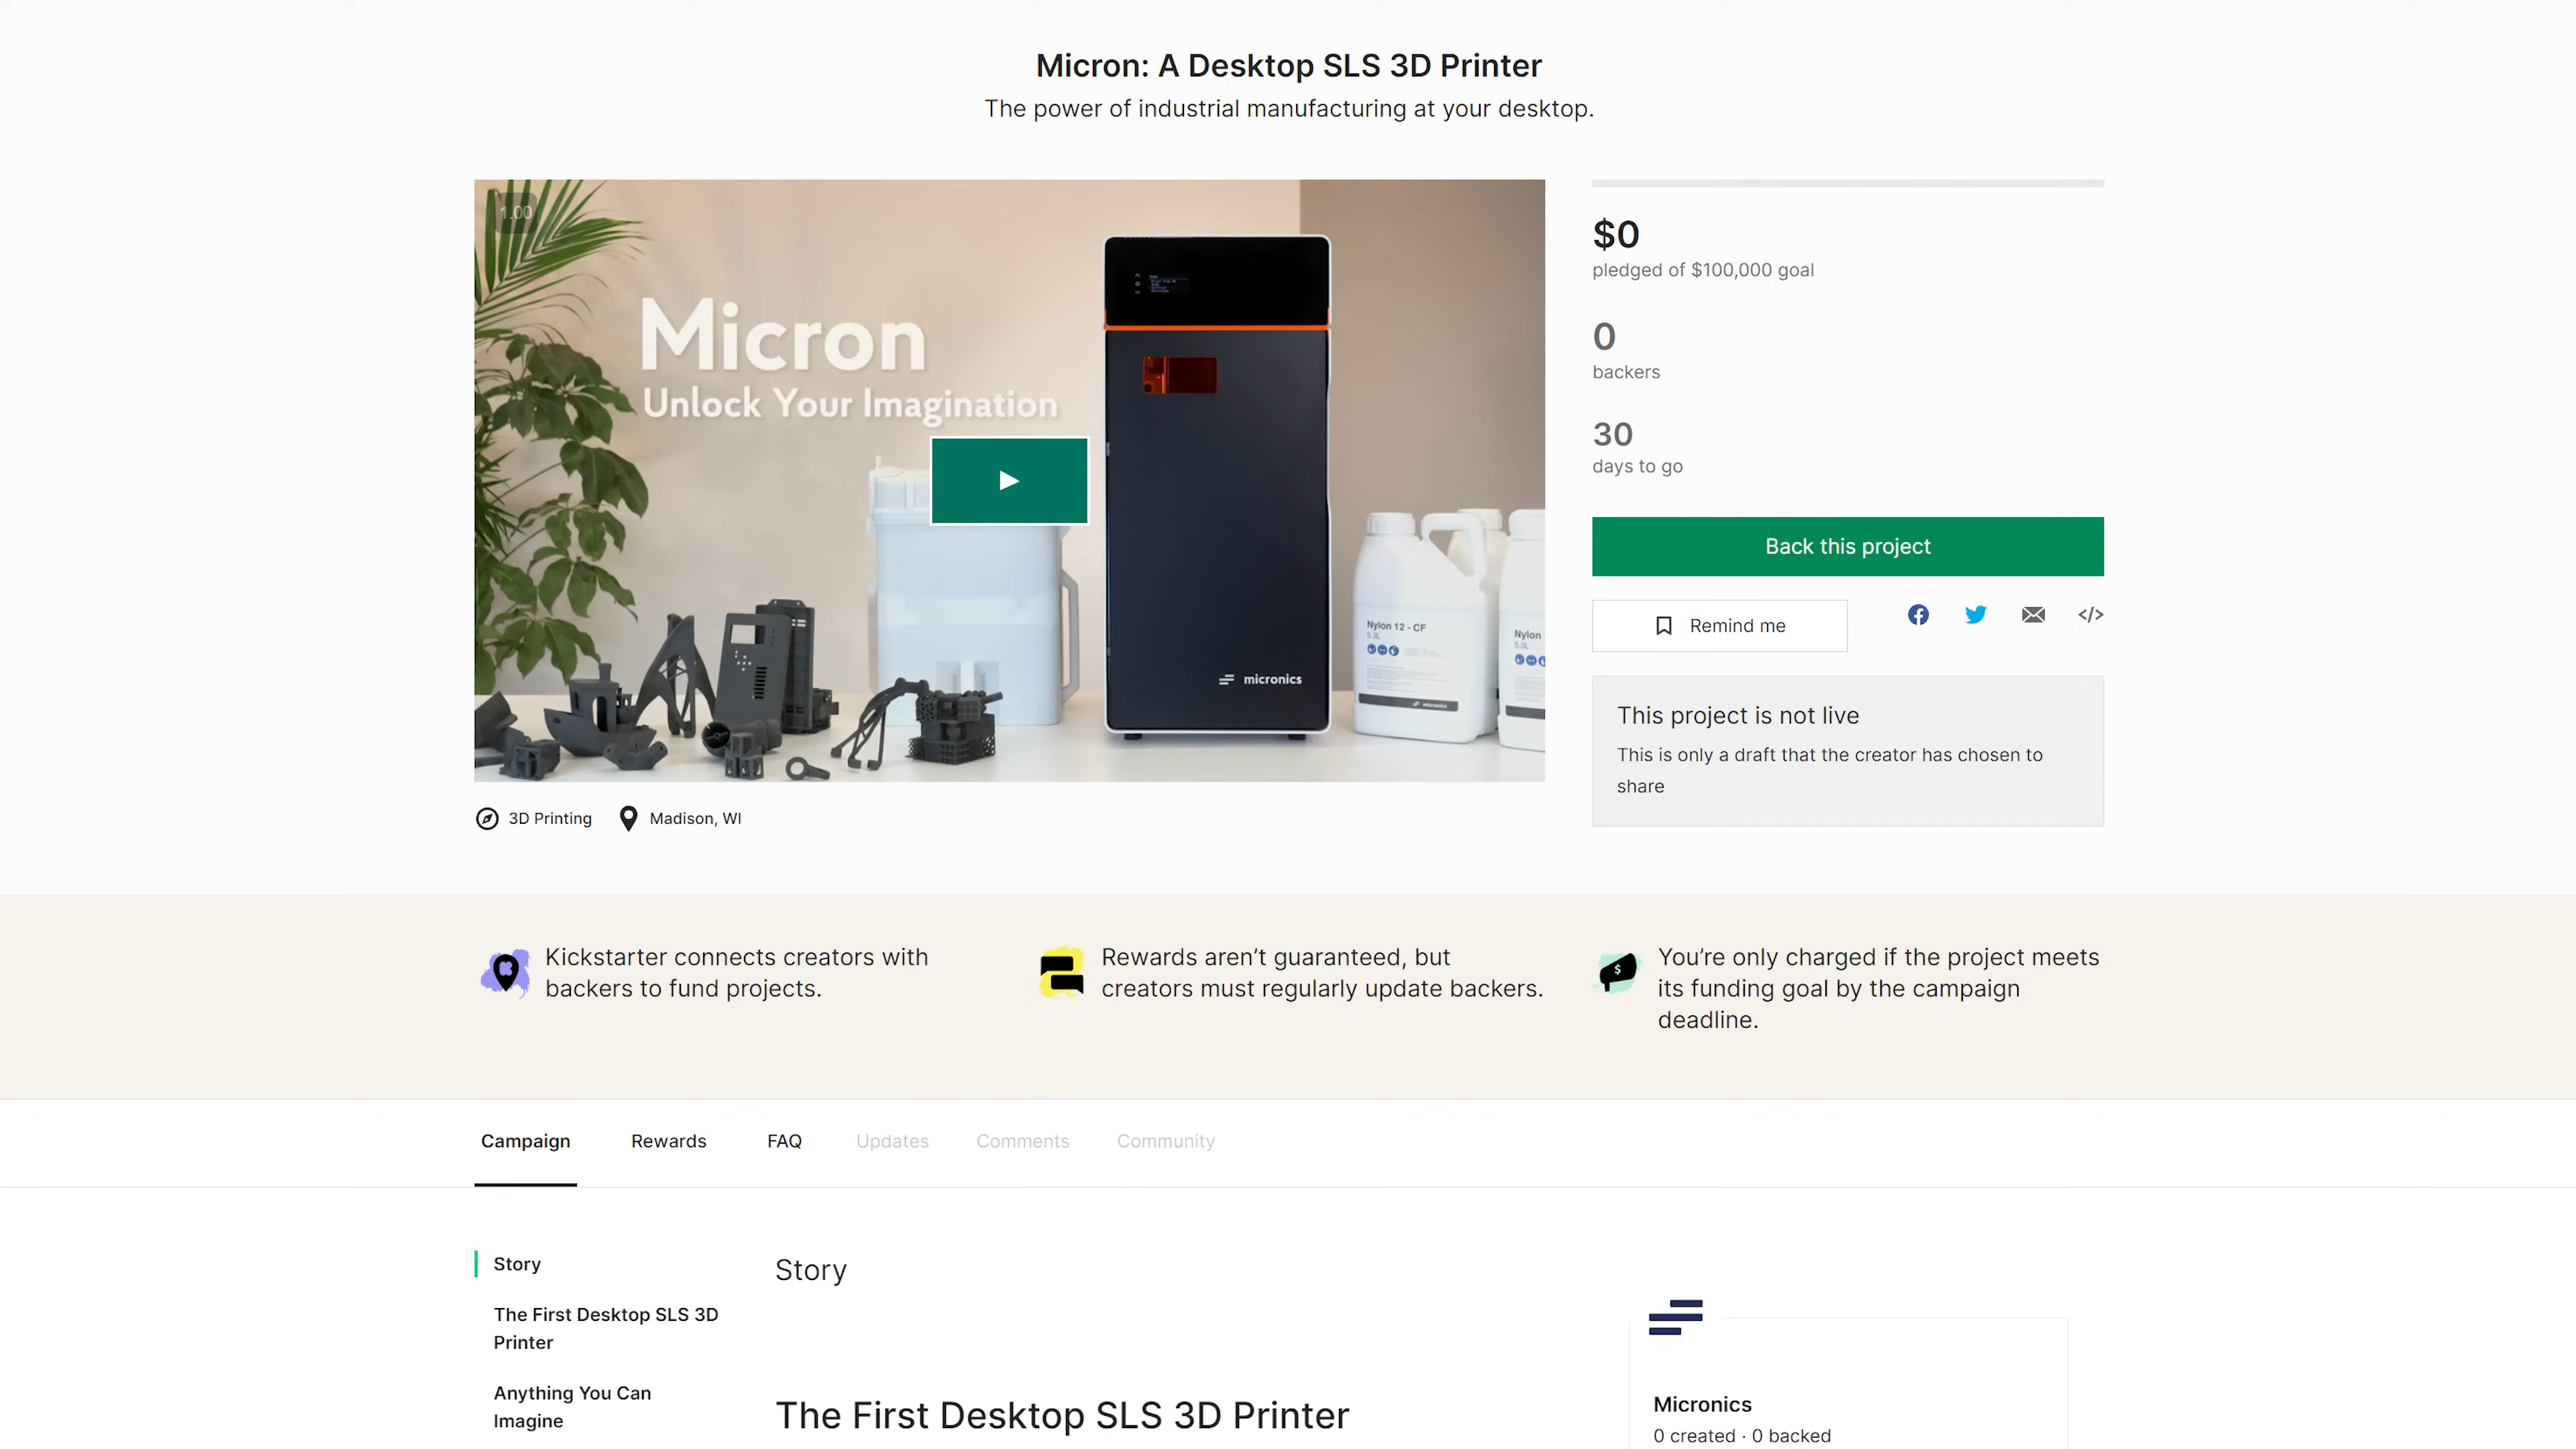 Micron: A Desktop SLS 3D Printer
The power of industrial manufacturing at your desktop.
1.00
Micron
Unlock Your Imagination
micronics
Nylon 12 - CF
5.3L
micronics
Nylon
5.3L
$0
pledged of $100,000 goal
0
backers
30
days to go
Back this project
Remind me
This project is not live
This is only a draft that the creator has chosen to
share
3D Printing
Madison, WI
Kickstarter connects creators with
backers to fund projects.
Rewards aren’t guaranteed, but
creators must regularly update backers.
You’re only charged if the project meets
its funding goal by the campaign
deadline.
Campaign Rewards FAQ Updates Comments Community
Story
The First Desktop SLS 3D
Printer
Anything You Can
Imagine
Story
The First Desktop SLS 3D Printer
Micronics
0 created · 0 backed